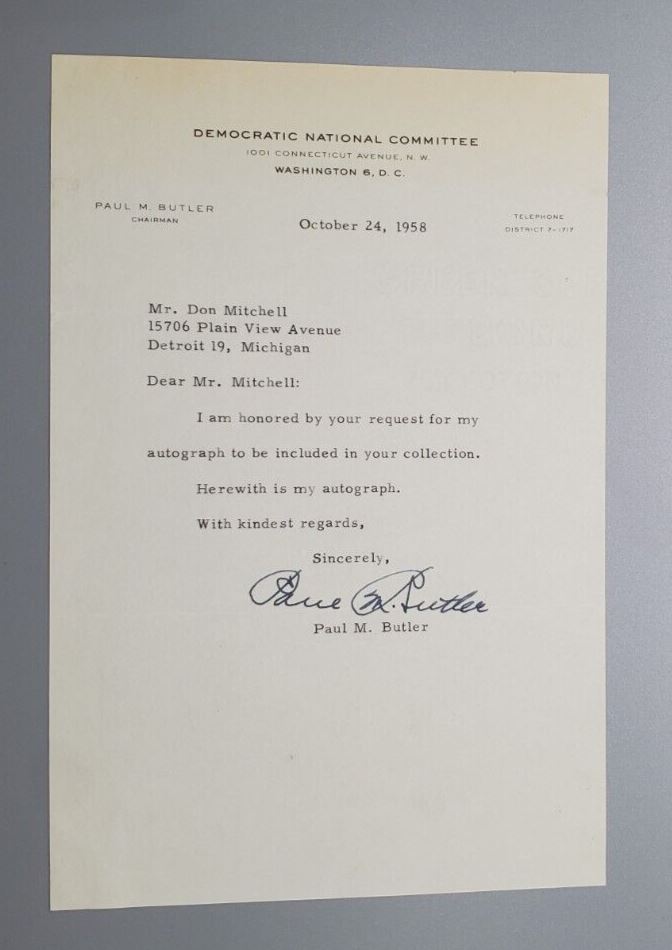 DEMOCRATIC NATIONAL COMMITTEE
1001 CONNECTICUT AVENUE, N. W.
WASHINGTON 6, D. C.
PAUL M. BUTLER
CHAIRMAN
October 24, 1958
TELEPHONE
DISTRICT 7-1717
Mr. Don Mitchell
15706 Plain View Avenue
Detroit 19, Michigan
Dear Mr. Mitchell:
I am honored by your request for my
autograph to be included in your collection.
Herewith is my autograph.
With kindest regards,
Sincerely,
Paul M. Butler
Paul M. Butler